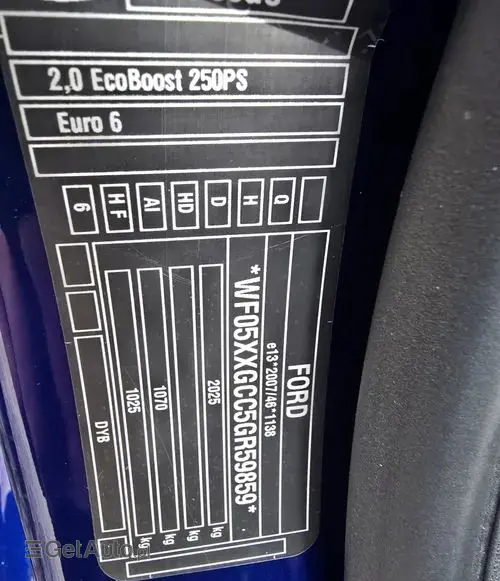 2,0 EcoBoost 250PS
Euro 6
6 HF AI HD D H Q
FORD
e13*2007/46*1138
*WF05XXGCC5GR59859*
2025 kg
kg
1070 kg
1025 kg
DYB
GetAuto